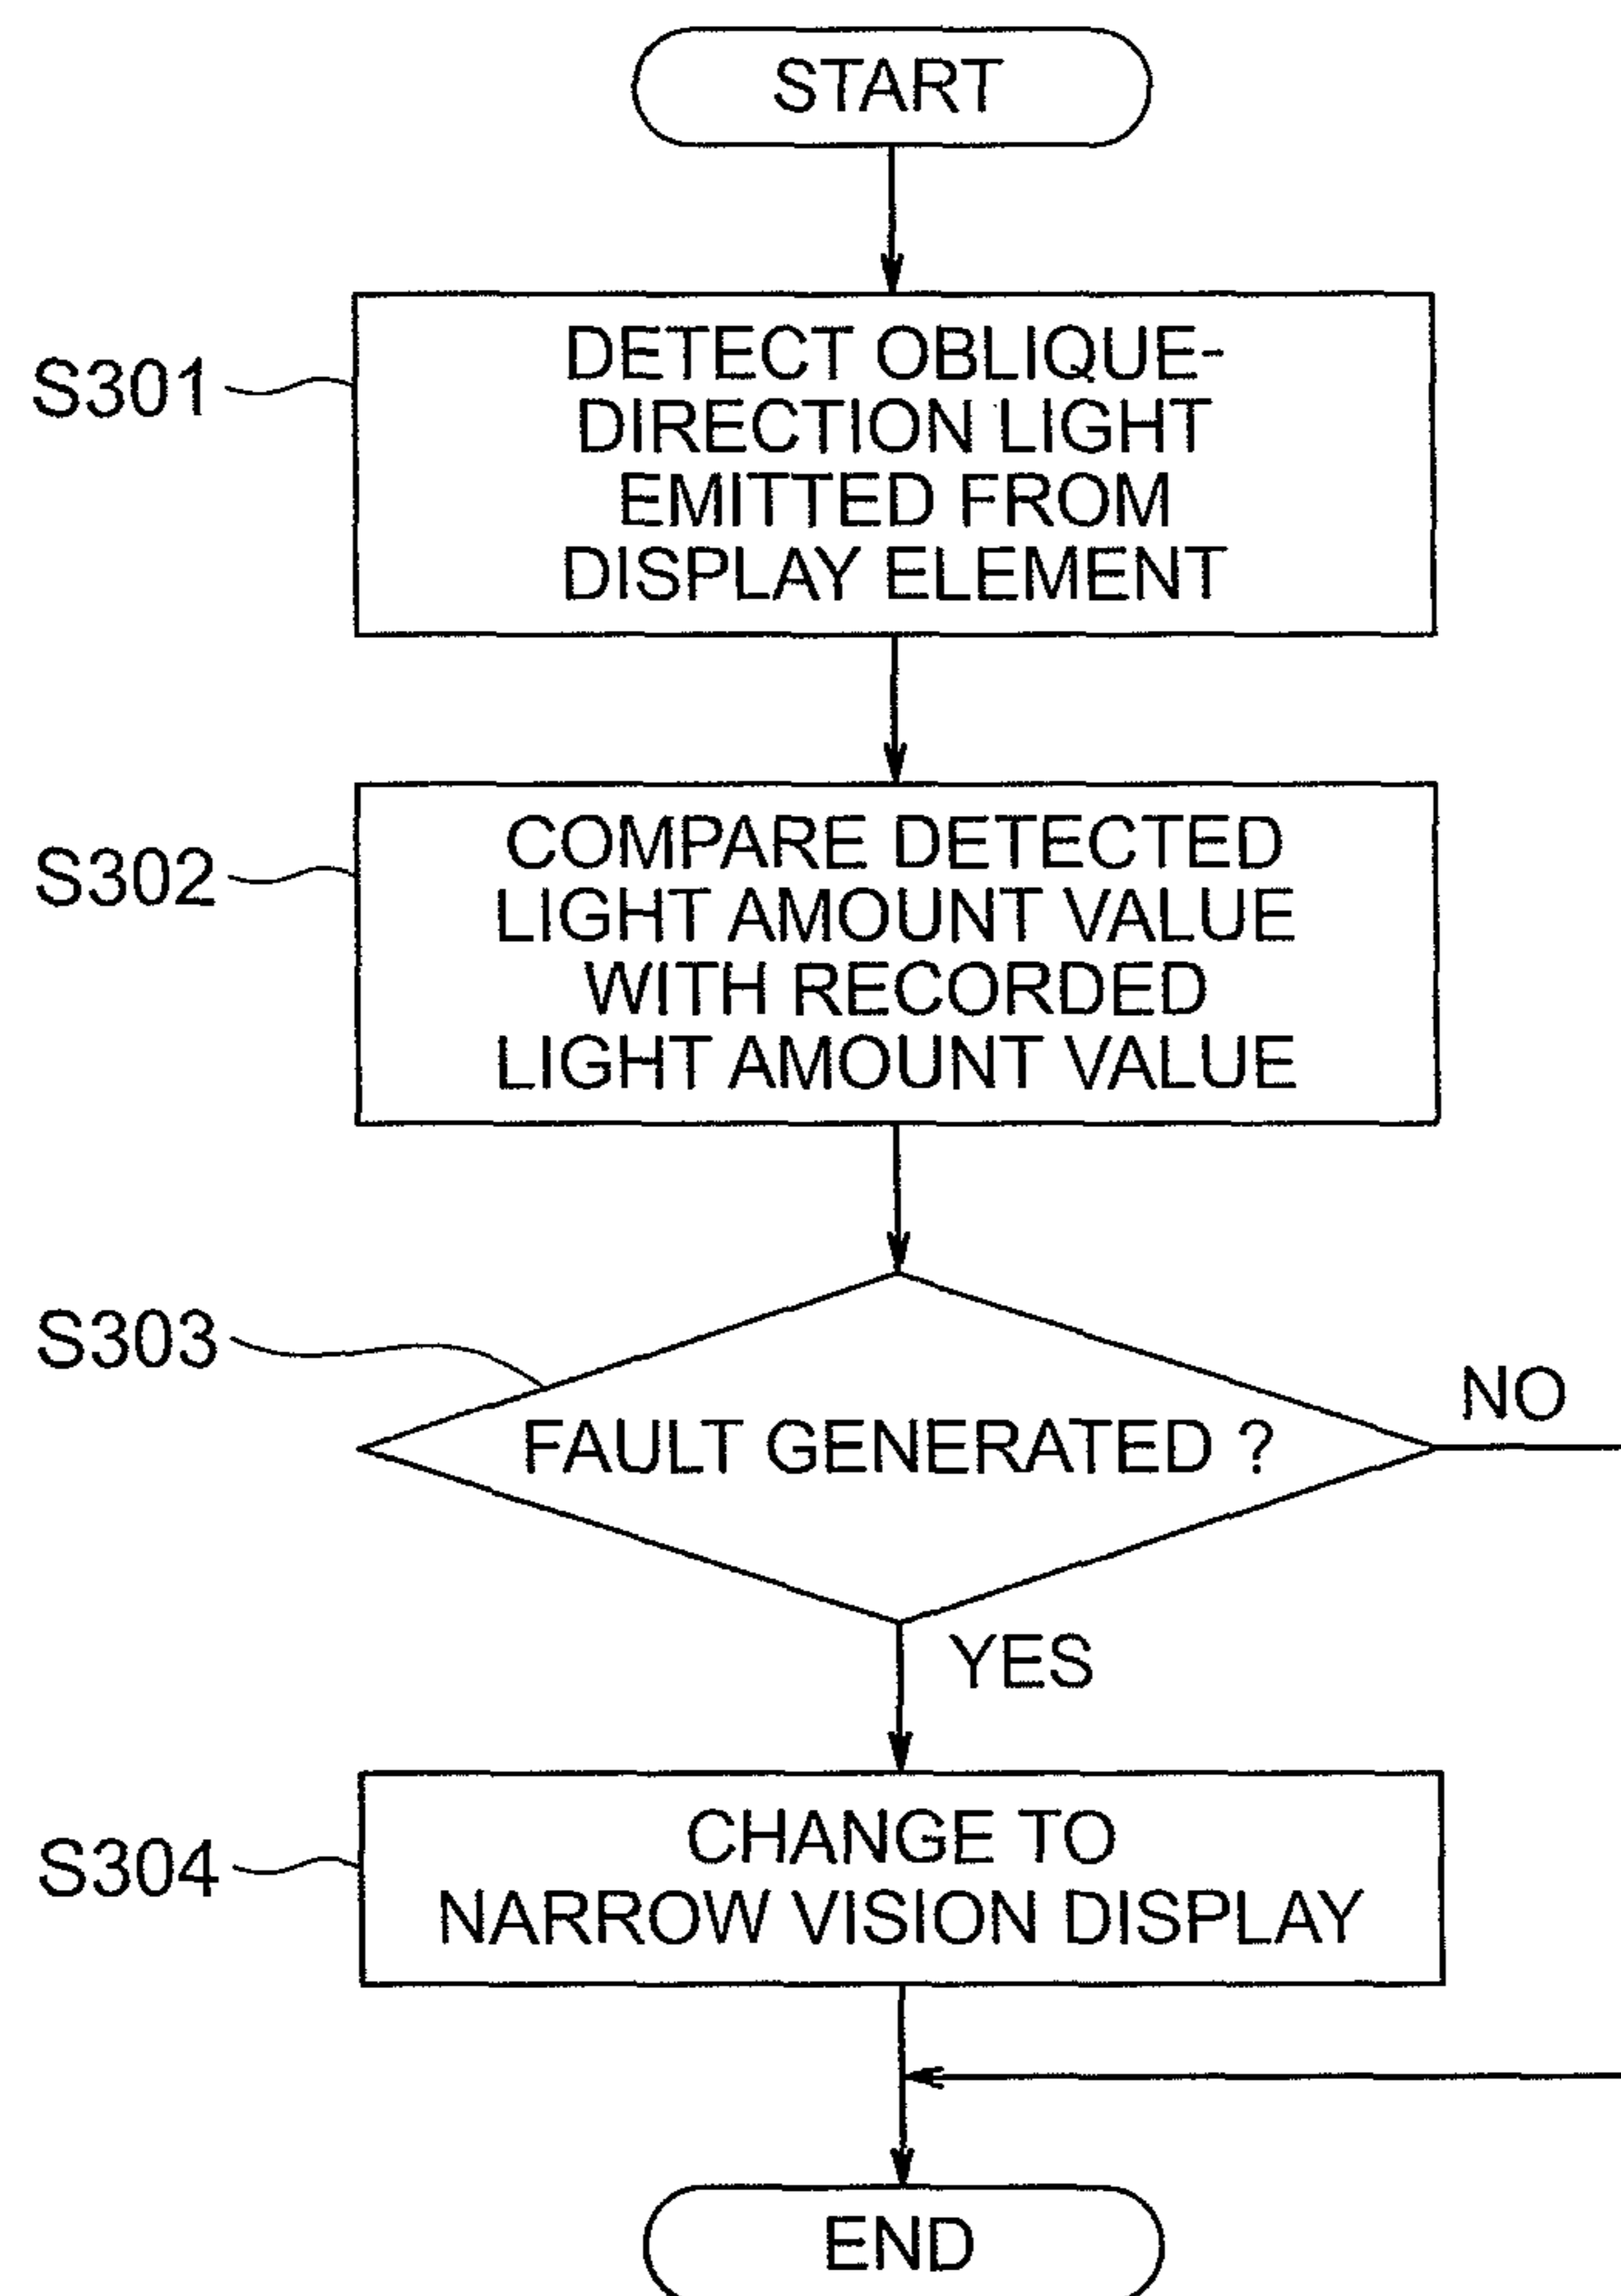 START
S301
DETECT OBLIQUE-
DIRECTION LIGHT
EMITTED FROM
DISPLAY ELEMENT
S302
COMPARE DETECTED
LIGHT AMOUNT VALUE
WITH RECORDED
LIGHT AMOUNT VALUE
S303
FAULT GENERATED ?
NO
YES
S304
CHANGE TO
NARROW VISION DISPLAY
END